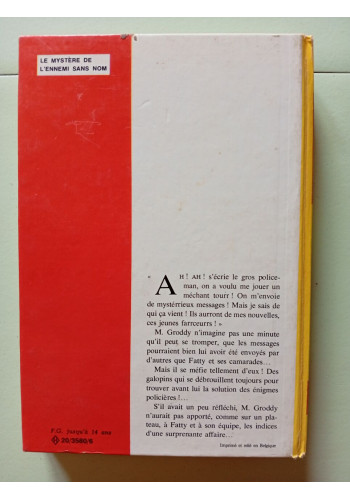 LE MYSTÈRE DE
L'ENNEMI SANS NOM
AH ! AH ! s'écrie le gros police-
man, on a voulu me jouer un
méchant tourr ! On m'envoie
de mystérrieux messages ! Mais je sais de
qui ça vient ! Ils auront de mes nouvelles,
ces jeunes farrceurrs ! »
M. Groddy n'imagine pas une minute
qu'il peut se tromper, que les messages
pourraient bien lui avoir été envoyés par
d'autres que Fatty et ses camarades...
Mais il se méfie tellement d'eux ! Des
galopins qui se débrouillent toujours pour
trouver avant lui la solution des énigmes
policières !...
S'il avait un peu réfléchi, M. Groddy
n'aurait pas apporté, comme sur un pla-
teau, à Fatty et à son équipe, les indices
d'une surprenante affaire...
Imprimé et relié en Belgique
F.G. jusqu'à 14 ans
20/3580/6